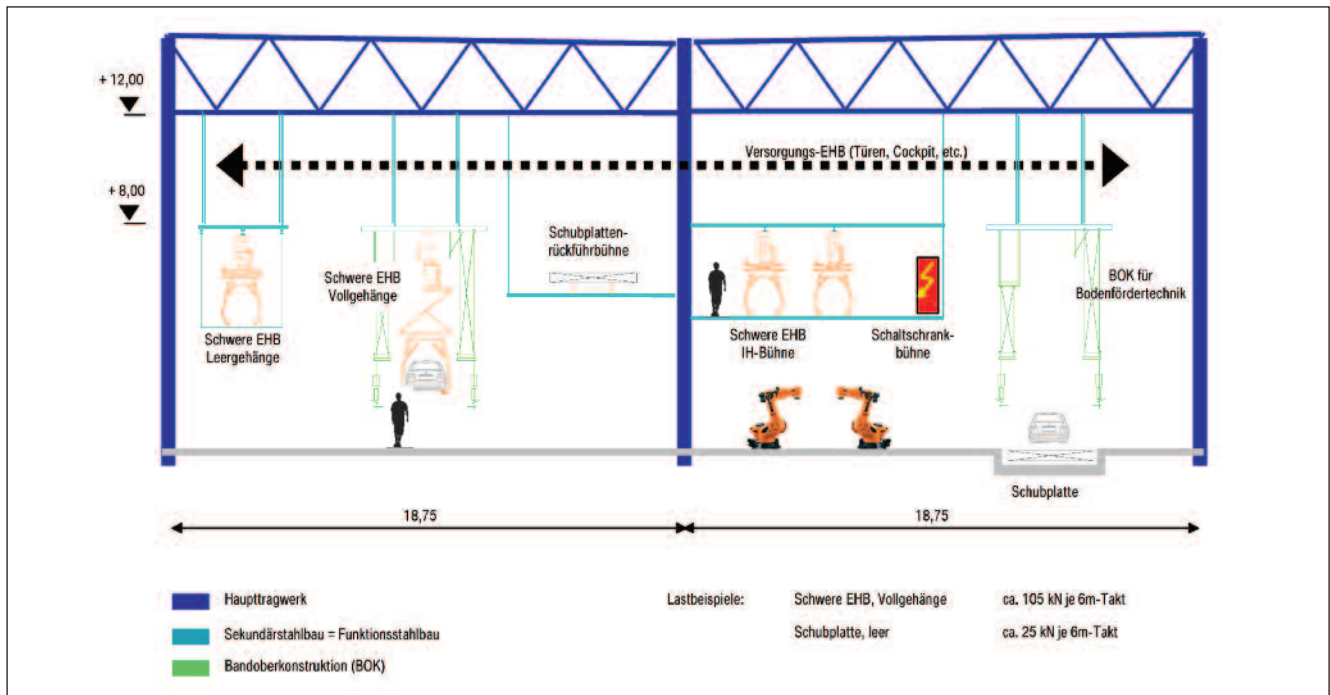 + 12,00
Versorgungs-EHB (Türen, Cockpit, etc.)
+ 8,00
Schubplatten-
rückführbühne
Schwere EHB
Vollgehänge
BOK für
Bodenfördertechnik
Schwere EHB
Leergehänge
Schwere EHB
IH-Bühne
Schaltschrank-
bühne
Schubplatte
18,75
18,75
Haupttragwerk
Sekundärstahlbau = Funktionsstahlbau
Bandoberkonstruktion (BOK)
Lastbeispiele: Schwere EHB, Vollgehänge ca. 105 kN je 6m-Takt
Schubplatte, leer ca. 25 kN je 6m-Takt